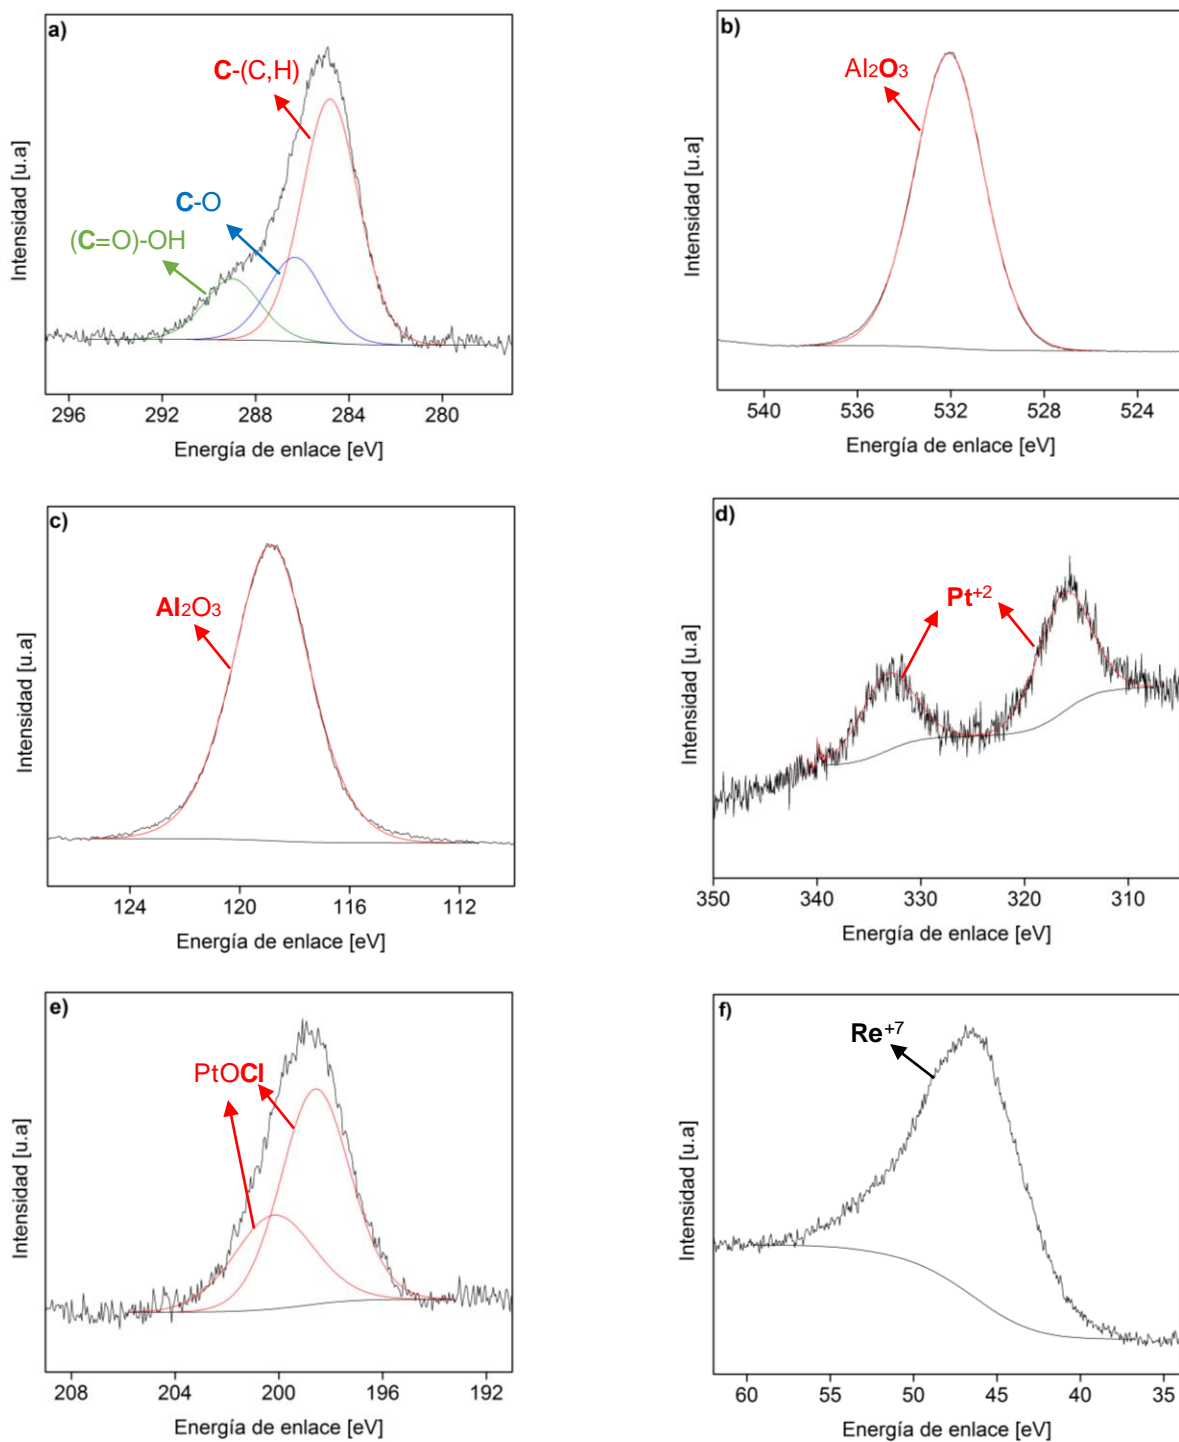 a)
C-(C,H)
C-O
(C=O)-OH
Intensidad [u.a]
296 292 288 284 280
Energía de enlace [eV]
b)
Al2O3
Intensidad [u.a]
540 536 532 528 524
Energía de enlace [eV]
c)
Al2O3
Intensidad [u.a]
124 120 116 112
Energía de enlace [eV]
d)
Pt+2
Intensidad [u.a]
350 340 330 320 310
Energía de enlace [eV]
e)
PtOCl
Intensidad [u.a]
208 204 200 196 192
Energía de enlace [eV]
f)
Re+7
Intensidad [u.a]
60 55 50 45 40 35
Energía de enlace [eV]